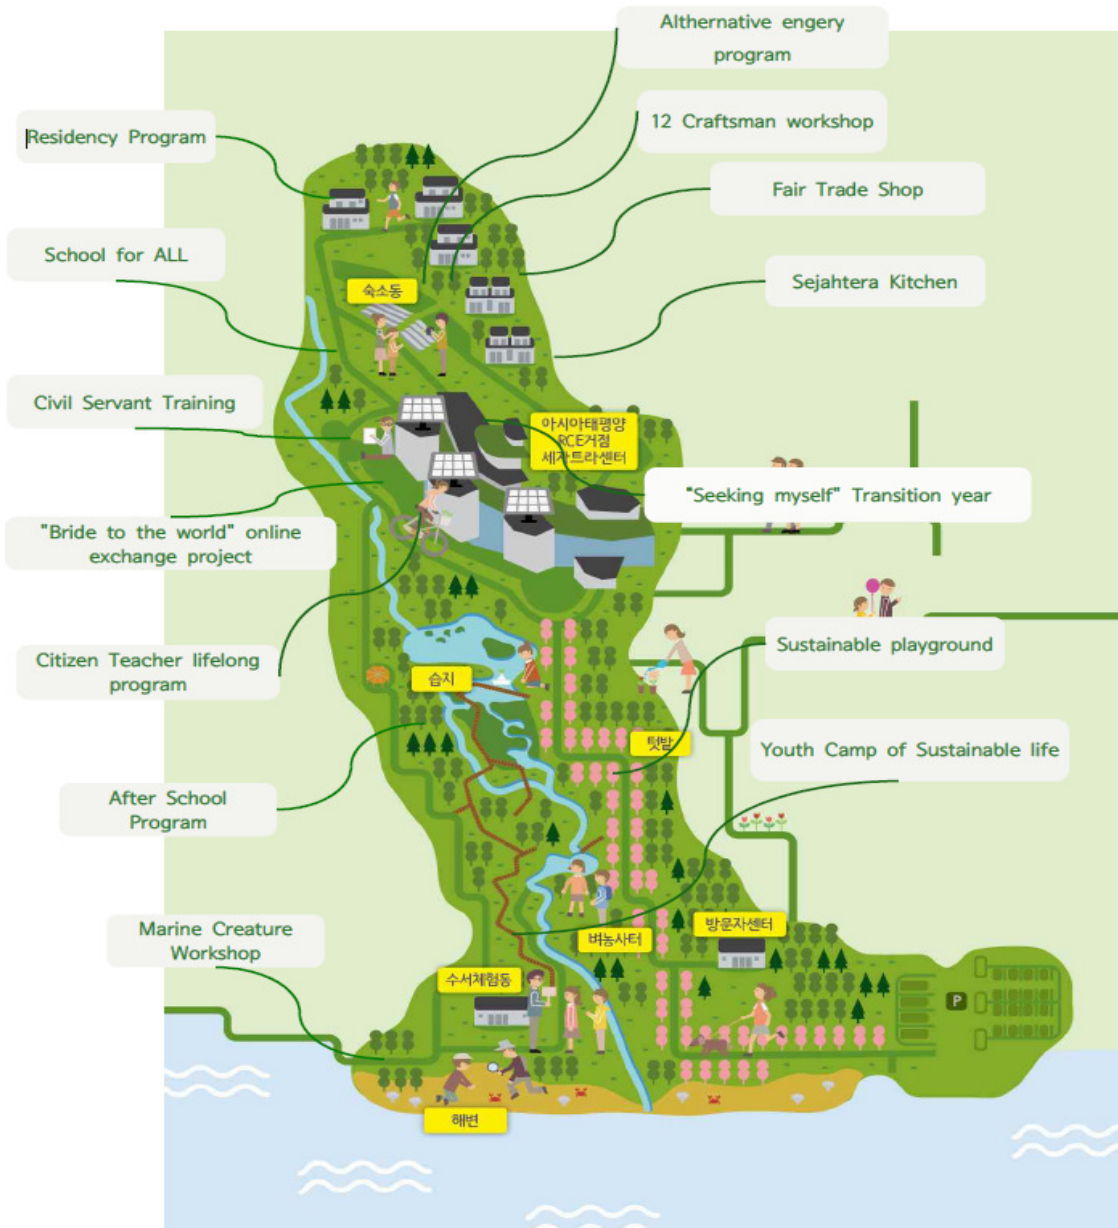 Althernative engery
program
12 Craftsman workshop
Residency Program
Fair Trade Shop
School for ALL
Sejahtera Kitchen
숙소동
Civil Servant Training
아시아태평양
RCE거점
세자트라센터
"Seeking myself" Transition year
"Bride to the world" online
exchange project
Sustainable playground
Citizen Teacher lifelong
program
습지
텃밭
Youth Camp of Sustainable life
After School
Program
방문자센터
Marine Creature
Workshop
벼농사터
수서체험동
P
해변